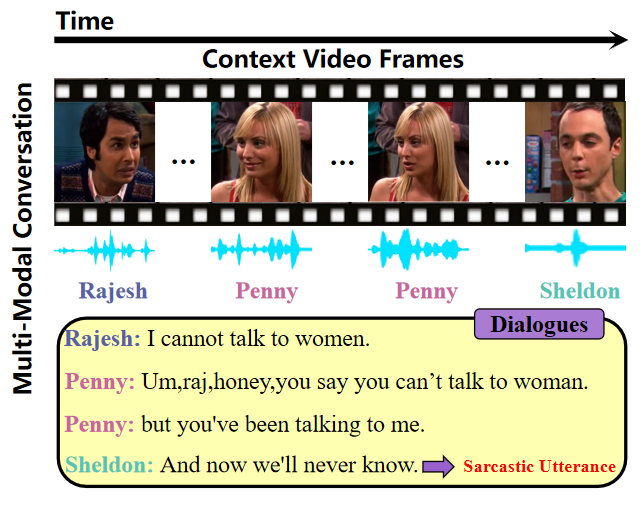 Time
Context Video Frames
Multi-Modal Conversation
... ... ...
Rajesh Penny Penny Sheldon
Dialogues
Rajesh: I cannot talk to women.
Penny: Um,raj,honey,you say you can’t talk to woman.
Penny: but you've been talking to me.
Sheldon: And now we'll never know. Sarcastic Utterance